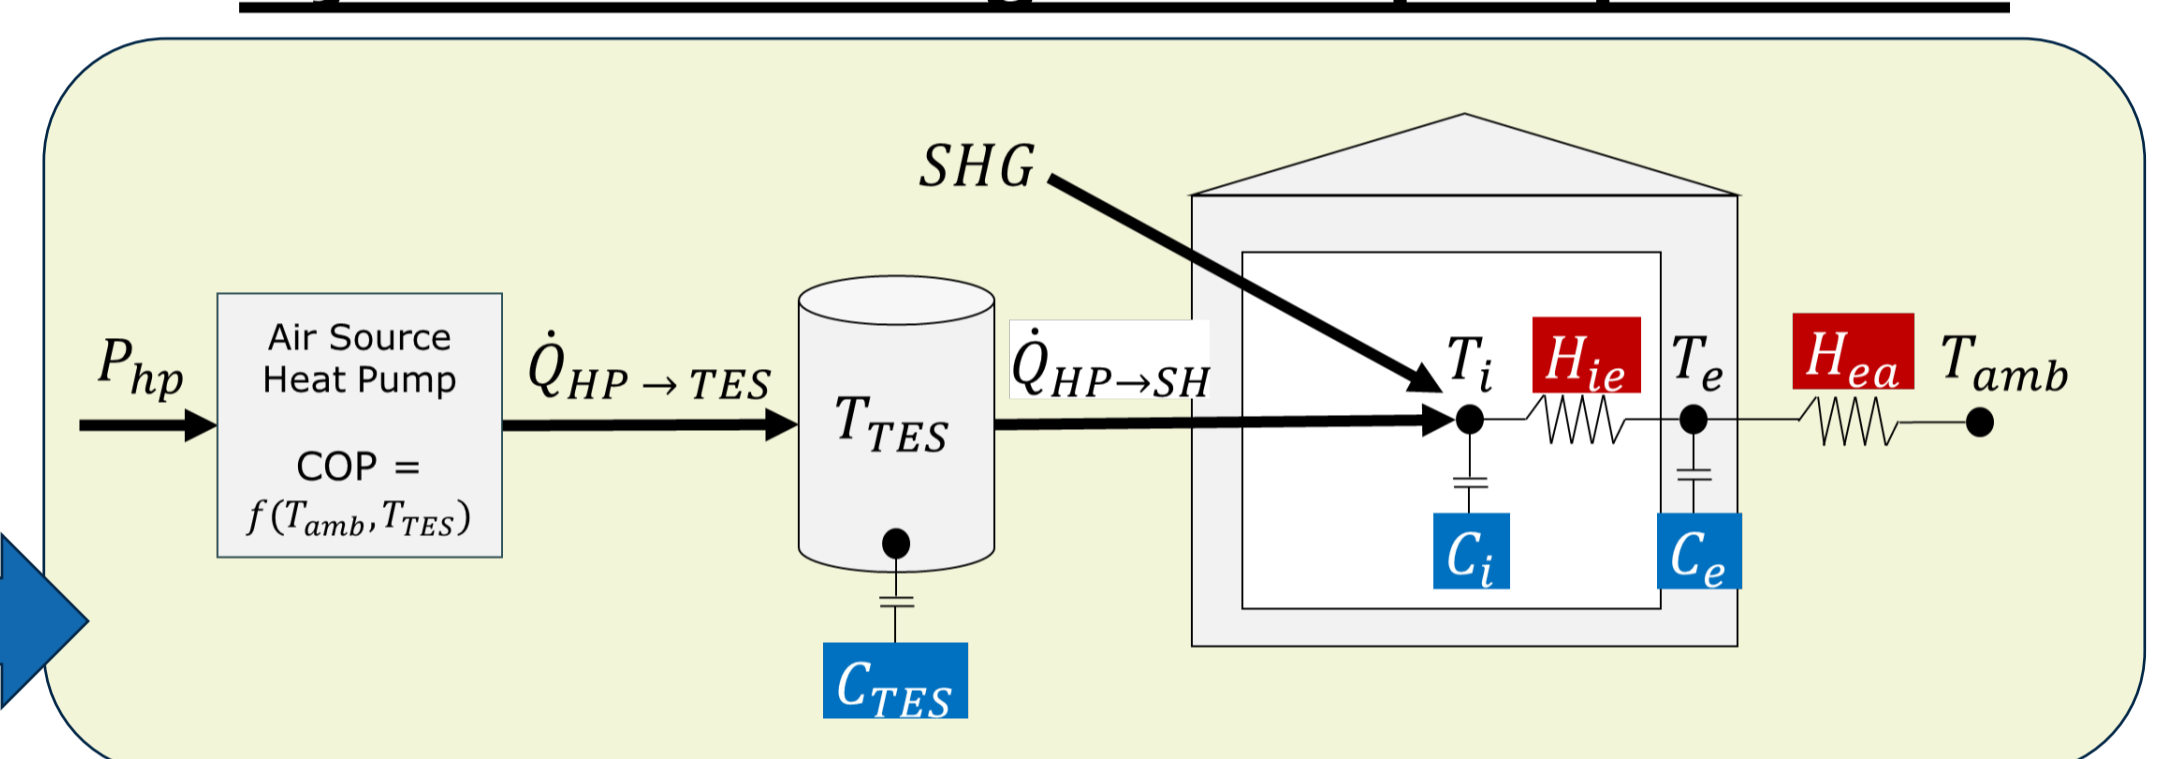 P_hp
Air Source
Heat Pump
COP =
f(T_amb, T_TES)
Q̇_HP → TES
T_TES
C_TES
SHG
Q̇_HP→SH
T_i
H_ie
T_e
H_ea
T_amb
C_i
C_e